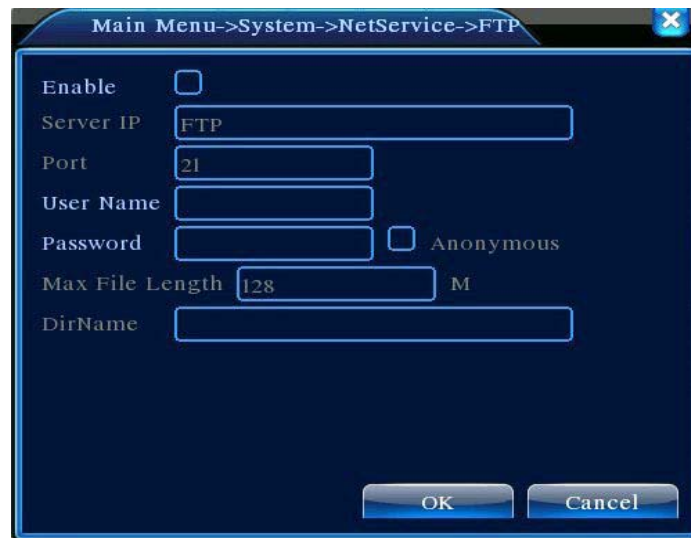 Main Menu->System->NetService->FTP
Enable
Server IP FTP
Port 21
User Name
Password Anonymous
Max File Length 128 M
DirName
OK Cancel